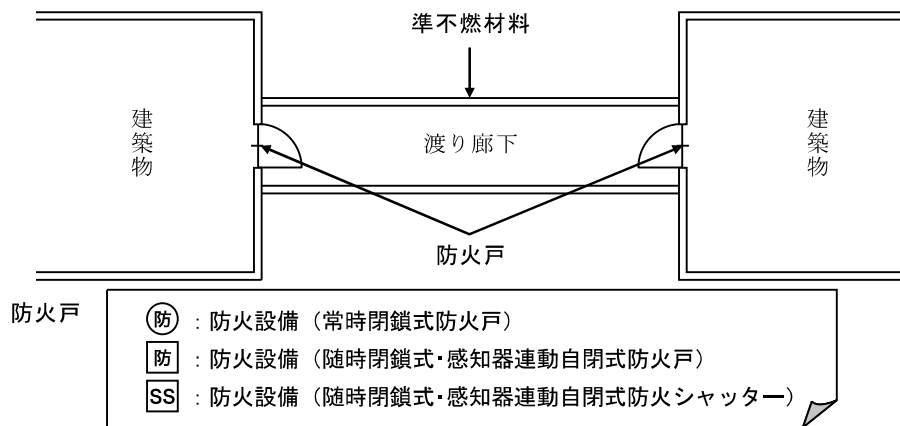 準不燃材料
建築物
渡り廊下
建築物
防火戸
防火戸
防 : 防火設備（常時閉鎖式防火戸）
防 : 防火設備（随時閉鎖式・感知器連動自閉式防火戸）
SS : 防火設備（随時閉鎖式・感知器連動自閉式防火シャッター）